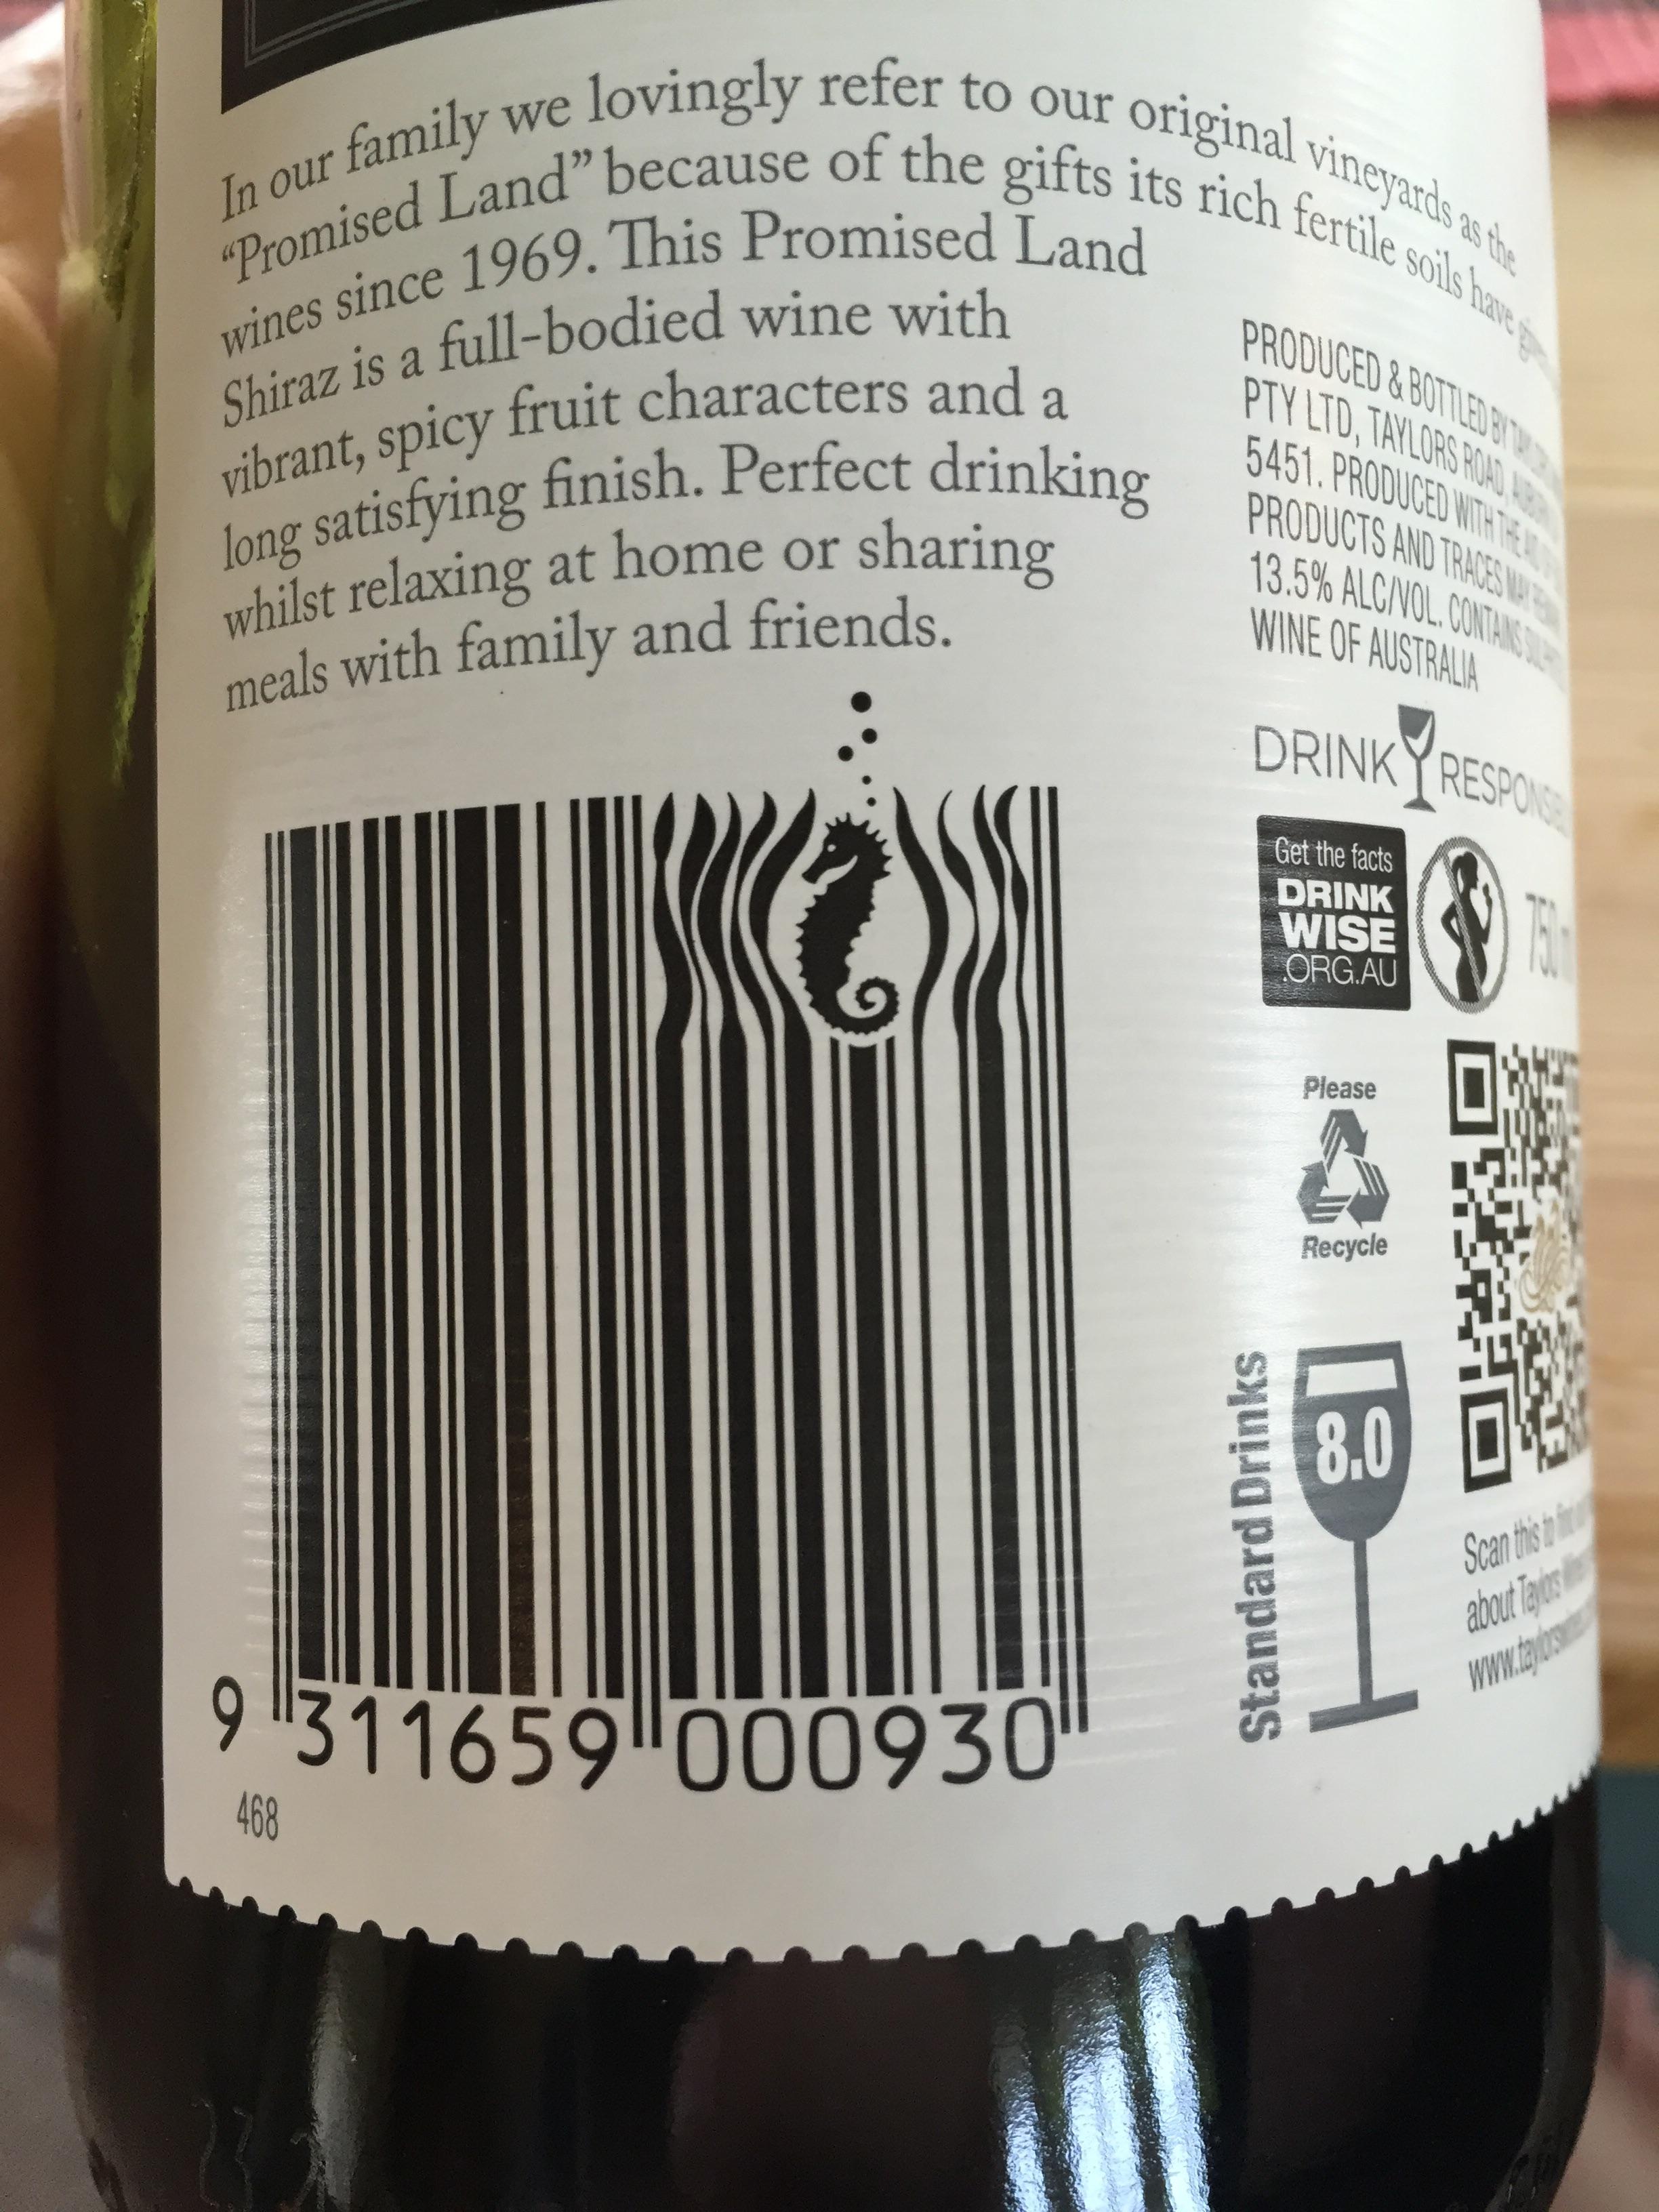 In our family we lovingly refer to our original vineyards as the
“Promised Land” because of the gifts its rich fertile soils have
wines since 1969. This Promised Land
Shiraz is a full-bodied wine with
vibrant, spicy fruit characters and a
long satisfying finish. Perfect drinking
whilst relaxing at home or sharing
meals with family and friends.
PRODUCED & BOTTLED BY
PTY LTD, TAYLORS ROAD,
5451. PRODUCED WITH THE
PRODUCTS AND TRACES MAY
13.5% ALC/VOL. CONTAINS
WINE OF AUSTRALIA
DRINK
Get the facts
DRINK
WISE
.ORG.AU
750
Please
Recycle
Standard Drinks
8.0
Scan this to
about Taylors
9 311659 000930
468